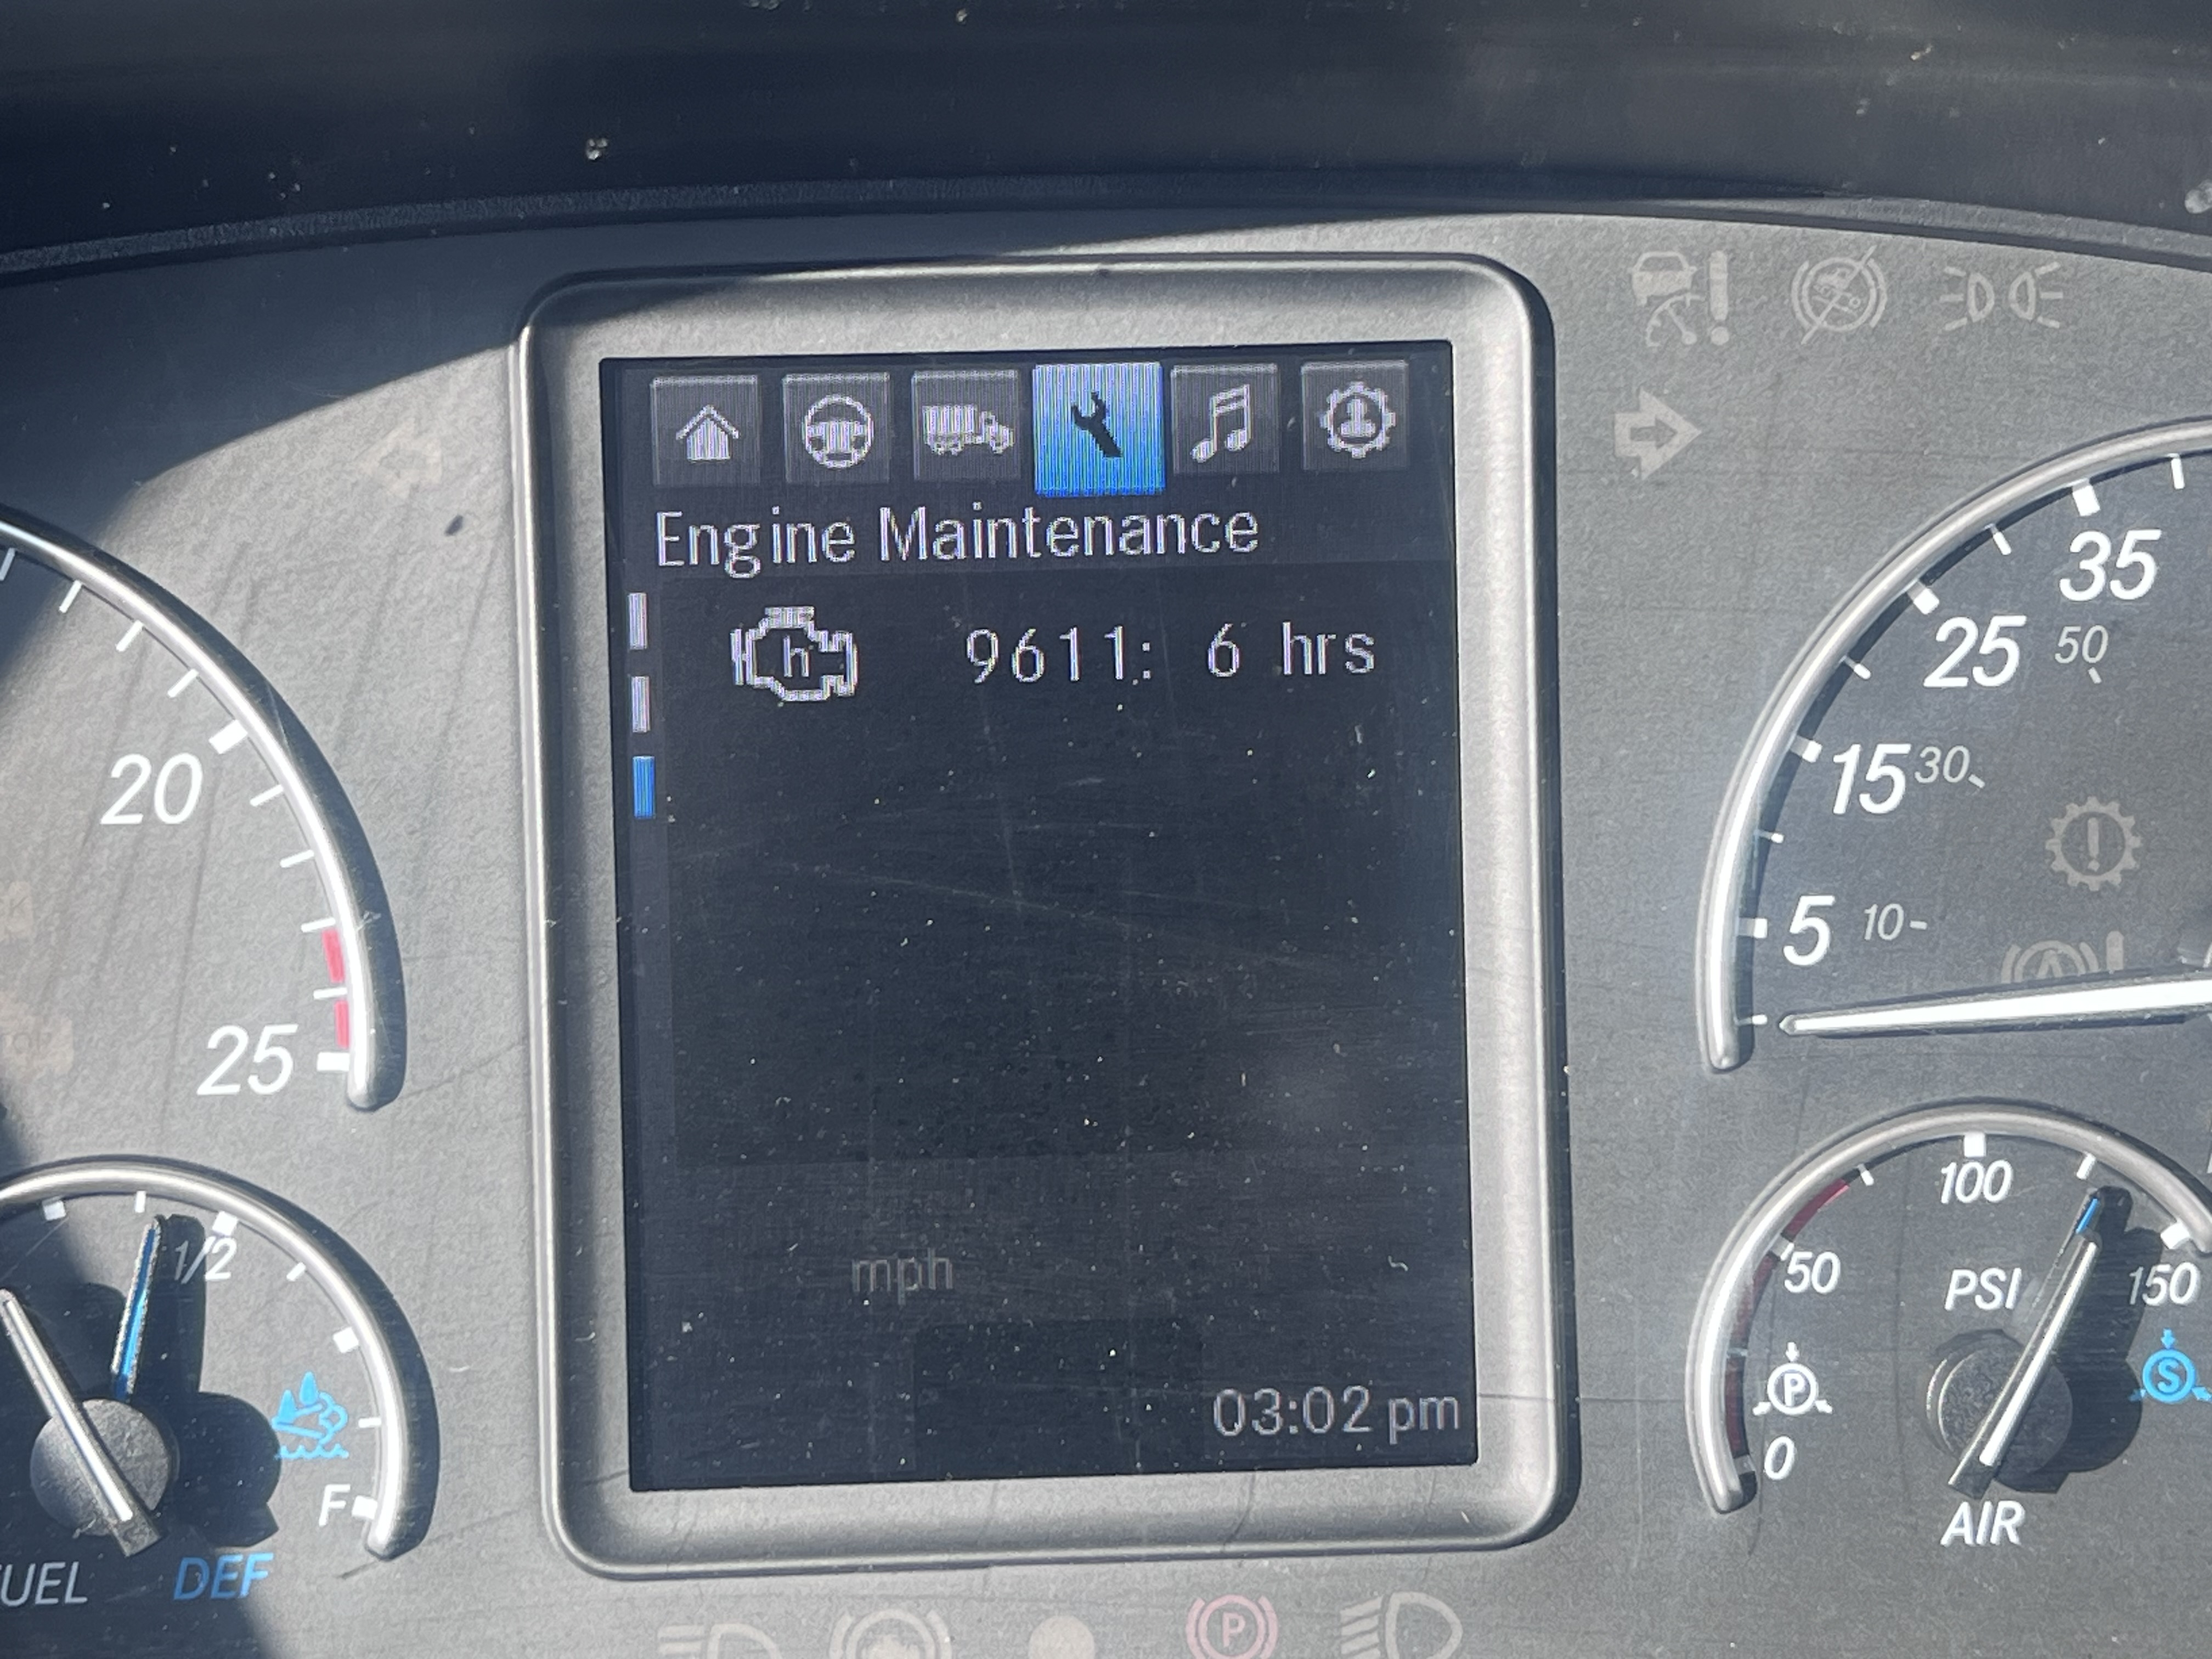 Engine Maintenance
h 9611: 6 hrs
mph
03:02 pm
20
25
1/2
F
DEF
35
25 50
15 30
5 10
100
50 PSI 150
P S
0
AIR
P